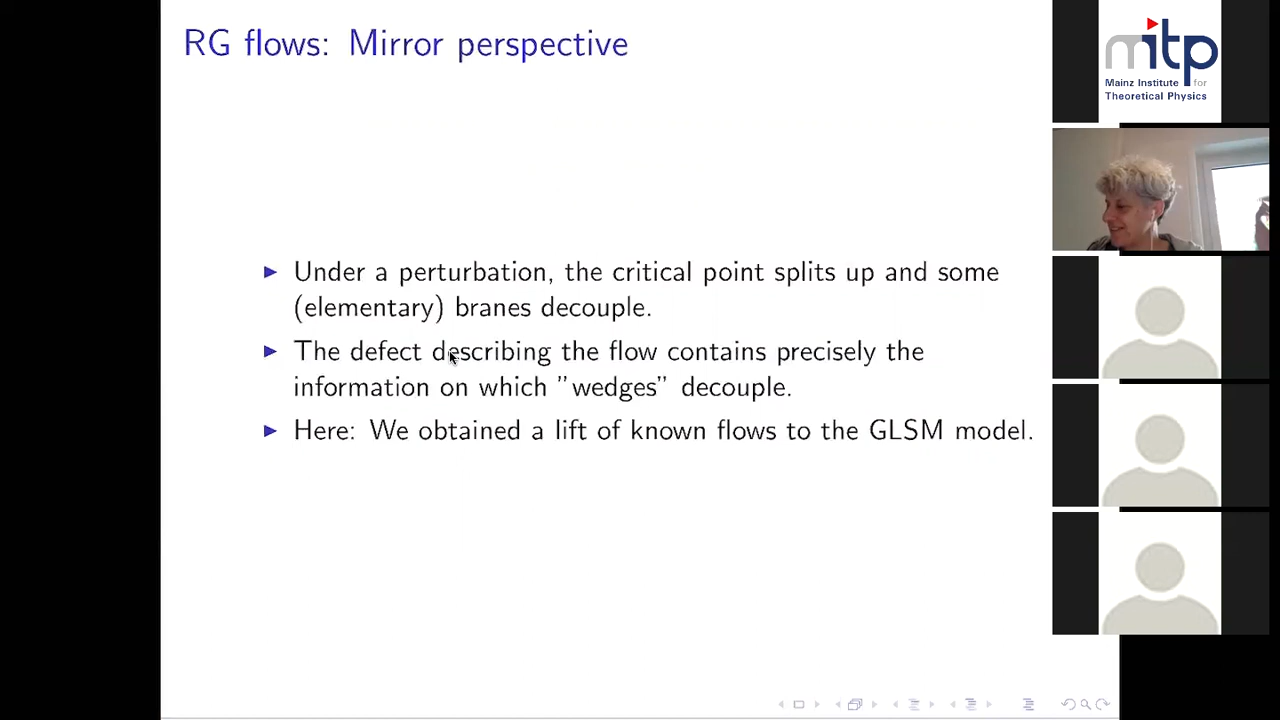 RG flows: Mirror perspective
mitp
Mainz Institute for
Theoretical Physics
Under a perturbation, the critical point splits up and some
(elementary) branes decouple.
The defect describing the flow contains precisely the
information on which "wedges" decouple.
Here: We obtained a lift of known flows to the GLSM model.